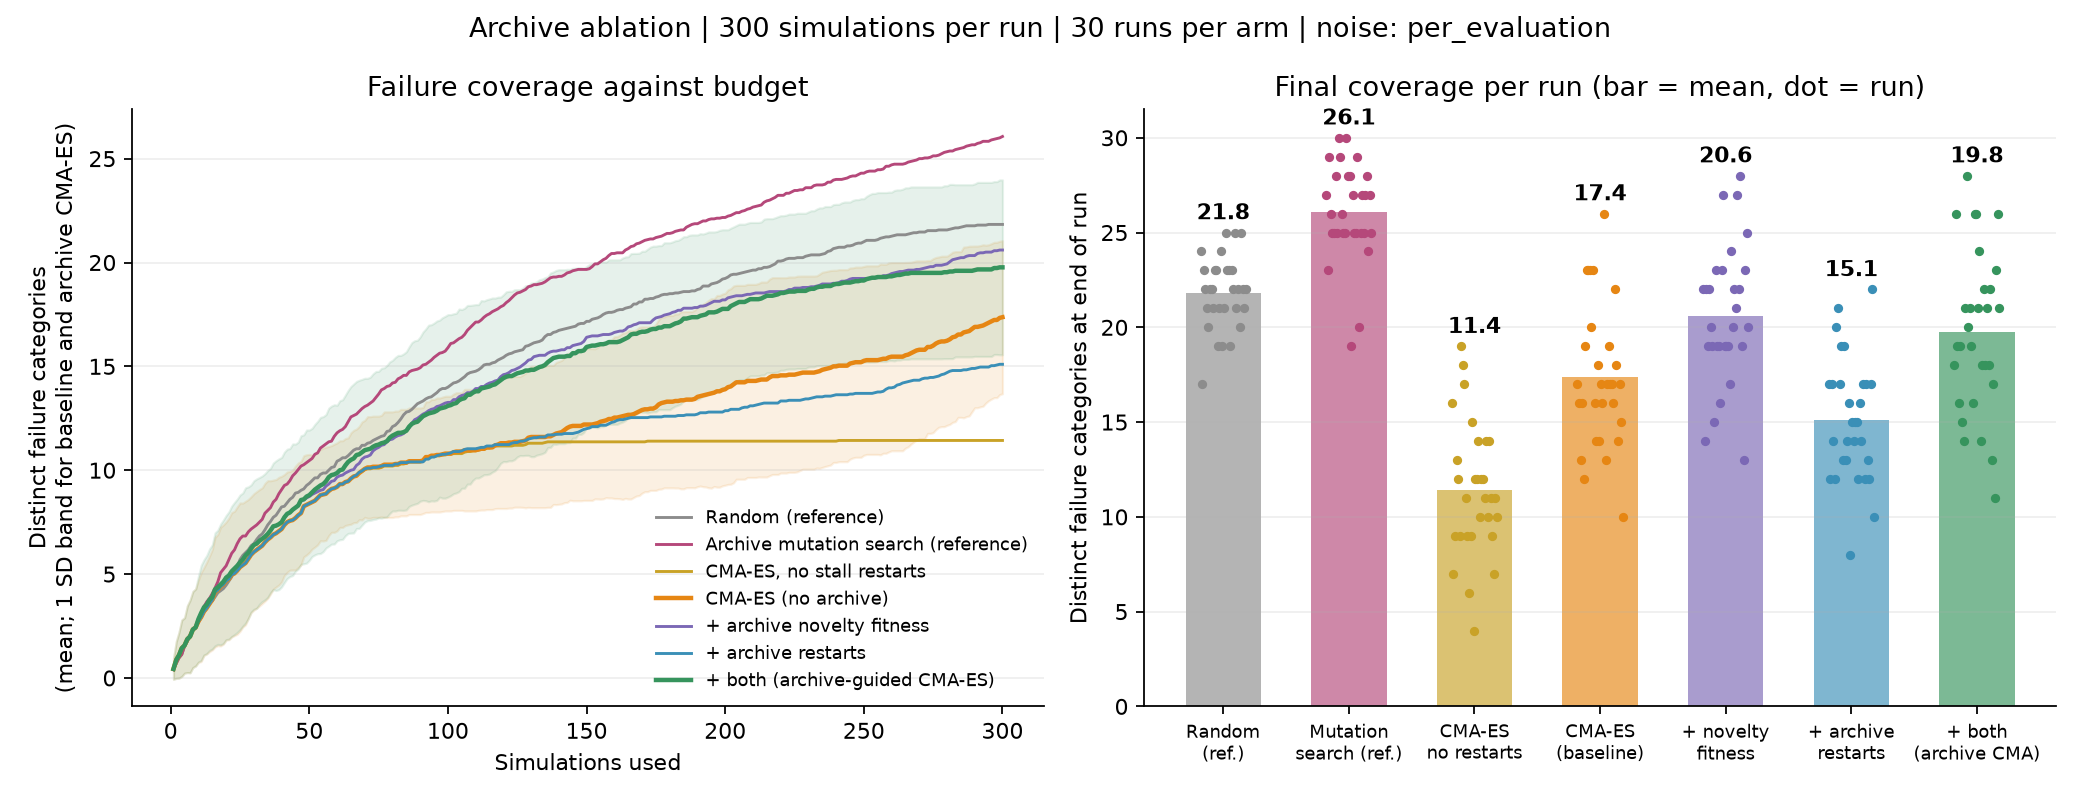 Archive ablation | 300 simulations per run | 30 runs per arm | noise: per_evaluation
Failure coverage against budget
Distinct failure categories
(mean; 1 SD band for baseline and archive CMA-ES)
25
20
15
10
5
0
Random (reference)
Archive mutation search (reference)
CMA-ES, no stall restarts
CMA-ES (no archive)
+ archive novelty fitness
+ archive restarts
+ both (archive-guided CMA-ES)
0 50 100 150 200 250 300
Simulations used
Final coverage per run (bar = mean, dot = run)
Distinct failure categories at end of run
30
25
20
15
10
5
0
21.8
26.1
11.4
17.4
20.6
15.1
19.8
Random
(ref.)
Mutation
search (ref.)
CMA-ES
no restarts
CMA-ES
(baseline)
+ novelty
fitness
+ archive
restarts
+ both
(archive CMA)